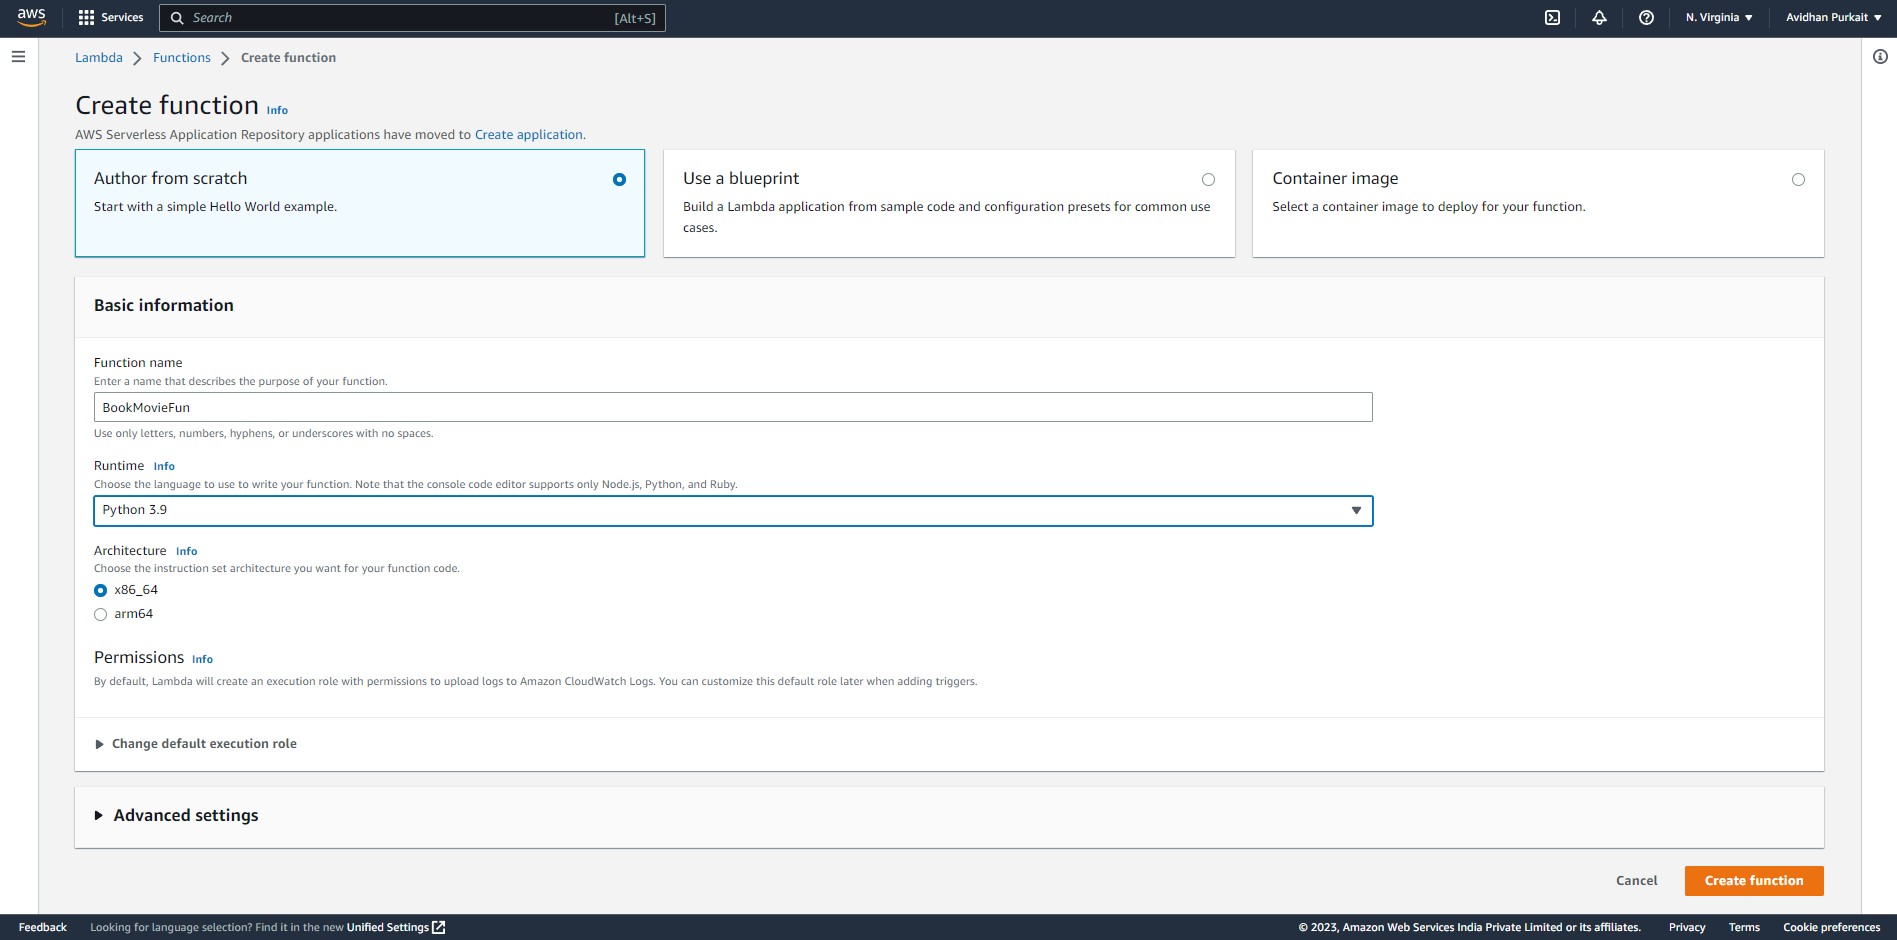 aws Services Search [Alt+S] N. Virginia Avidhan Purkait
Lambda Functions Create function
Create function Info
AWS Serverless Application Repository applications have moved to Create application.
Author from scratch
Start with a simple Hello World example.
Use a blueprint
Build a Lambda application from sample code and configuration presets for common use
cases.
Container image
Select a container image to deploy for your function.
Basic information
Function name
Enter a name that describes the purpose of your function.
BookMovieFun
Use only letters, numbers, hyphens, or underscores with no spaces.
Runtime Info
Choose the language to use to write your function. Note that the console code editor supports only Node.js, Python, and Ruby.
Python 3.9
Architecture Info
Choose the instruction set architecture you want for your function code.
x86_64
arm64
Permissions Info
By default, Lambda will create an execution role with permissions to upload logs to Amazon CloudWatch Logs. You can customize this default role later when adding triggers.
Change default execution role
Advanced settings
Cancel Create function
Feedback Looking for language selection? Find it in the new Unified Settings © 2023, Amazon Web Services India Private Limited or its affiliates. Privacy Terms Cookie preferences